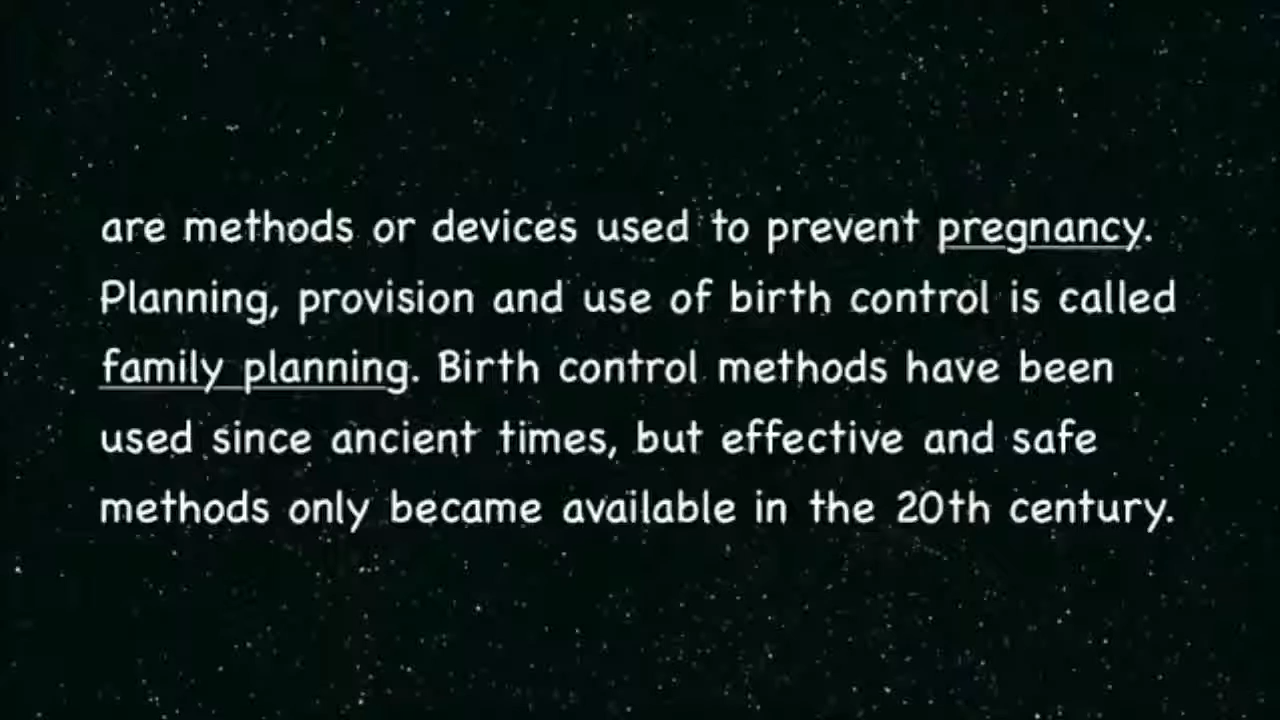 are methods or devices used to prevent pregnancy.
Planning, provision and use of birth control is called
family planning. Birth control methods have been
used since ancient times, but effective and safe
methods only became available in the 20th century.